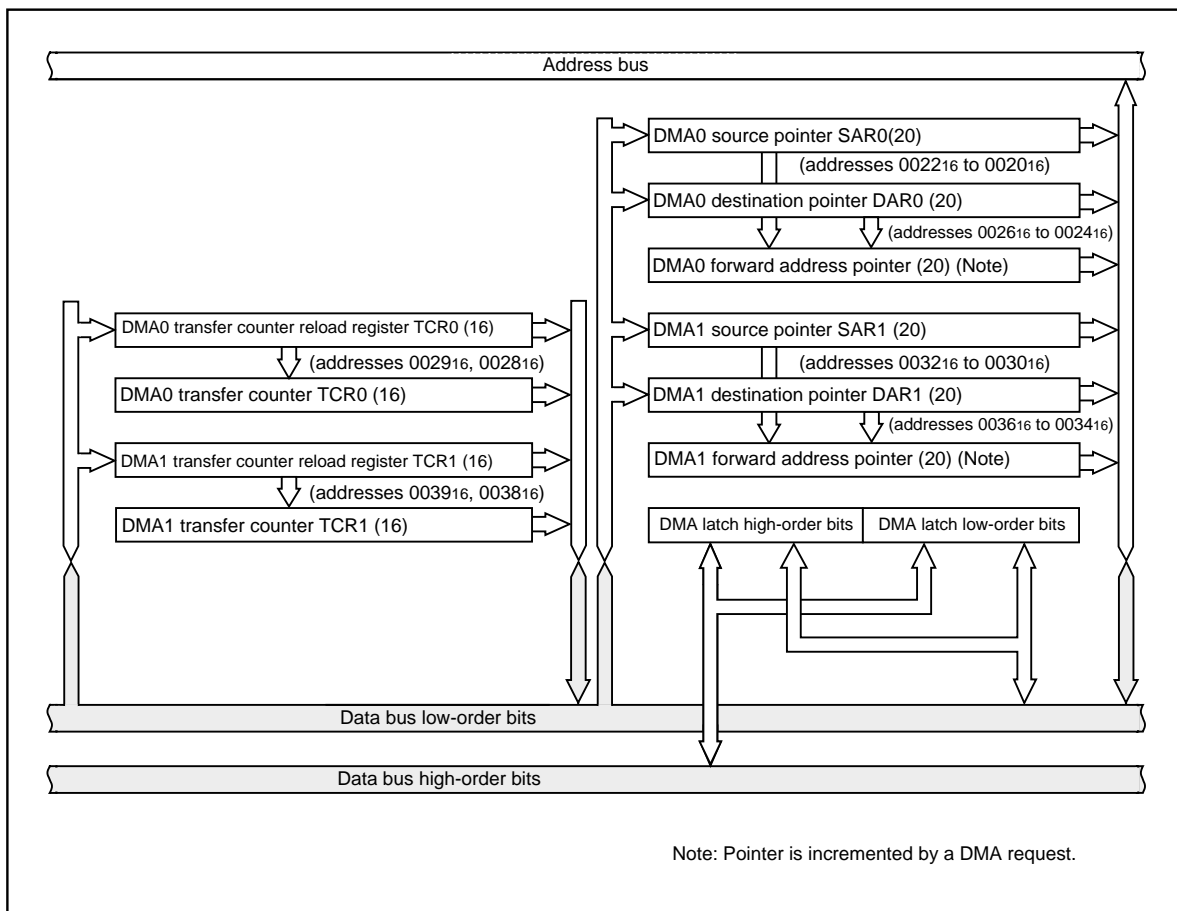 Address bus
DMA0 source pointer SAR0(20)
(addresses 002216 to 002016)
DMA0 destination pointer DAR0 (20)
(addresses 002616 to 002416)
DMA0 forward address pointer (20) (Note)
DMA0 transfer counter reload register TCR0 (16)
(addresses 002916, 002816)
DMA0 transfer counter TCR0 (16)
DMA1 transfer counter reload register TCR1 (16)
(addresses 003916, 003816)
DMA1 transfer counter TCR1 (16)
DMA1 source pointer SAR1 (20)
(addresses 003216 to 003016)
DMA1 destination pointer DAR1 (20)
(addresses 003616 to 003416)
DMA1 forward address pointer (20) (Note)
DMA latch high-order bits
DMA latch low-order bits
Data bus low-order bits
Data bus high-order bits
Note: Pointer is incremented by a DMA request.